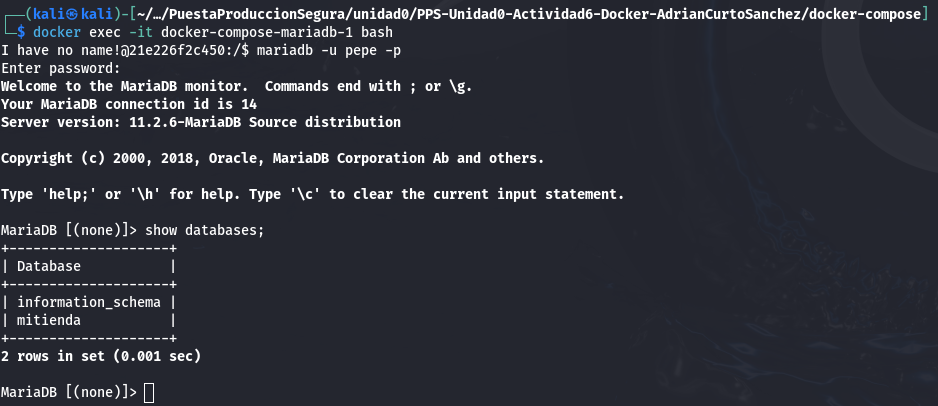 ┌──(kali㉿kali)-[~/…/PuestaProduccionSegura/unidad0/PPS-Unidad0-Actividad6-Docker-AdrianCurtoSanchez/docker-compose]
└─$ docker exec -it docker-compose-mariadb-1 bash
I have no name!@21e226f2c450:/$ mariadb -u pepe -p
Enter password:
Welcome to the MariaDB monitor.  Commands end with ; or \g.
Your MariaDB connection id is 14
Server version: 11.2.6-MariaDB Source distribution

Copyright (c) 2000, 2018, Oracle, MariaDB Corporation Ab and others.

Type 'help;' or '\h' for help. Type '\c' to clear the current input statement.

MariaDB [(none)]> show databases;
+--------------------+
| Database           |
+--------------------+
| information_schema |
| mitienda           |
+--------------------+
2 rows in set (0.001 sec)

MariaDB [(none)]>